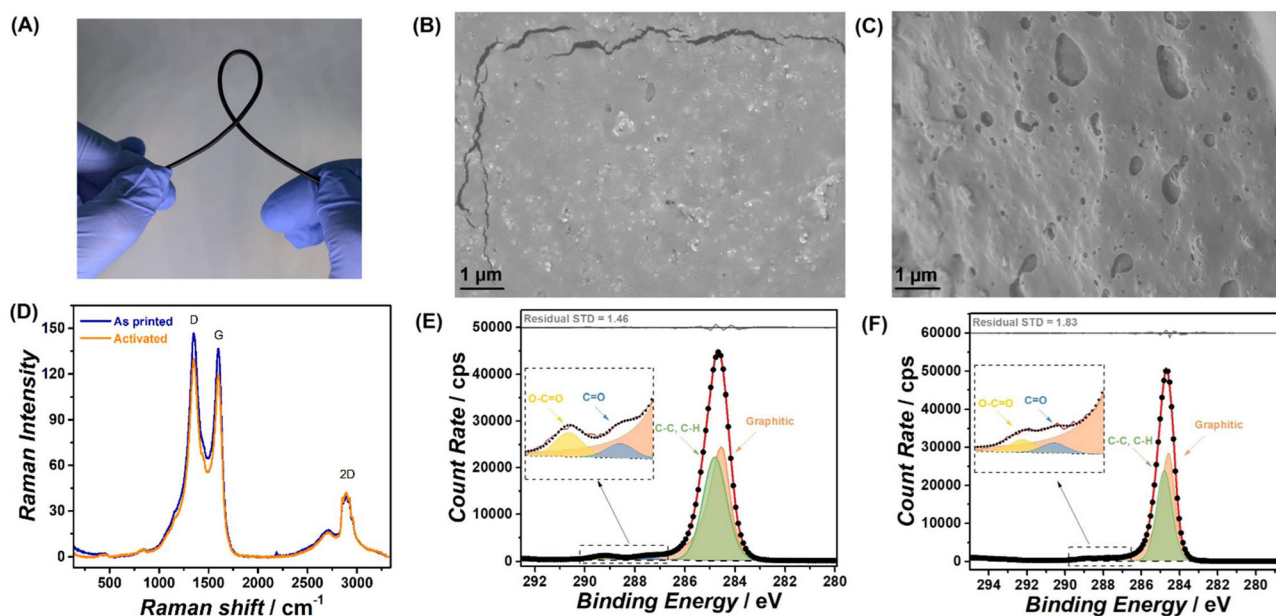 (A)
(B)
1 µm
(C)
1 µm
(D)
Raman Intensity
150
120
90
60
30
0
As printed
Activated
D
G
2D
500 1000 1500 2000 2500 3000
Raman shift / cm-1
(E)
Count Rate / cps
50000
40000
30000
20000
10000
0
Residual STD = 1.46
O-C=O
C=O
C-C, C-H
Graphitic
292 290 288 286 284 282 280
Binding Energy / eV
(F)
Count Rate / cps
60000
50000
40000
30000
20000
10000
0
Residual STD = 1.83
O-C=O
C=O
C-C, C-H
Graphitic
295 290 288 286 284 282 280
Binding Energy / eV